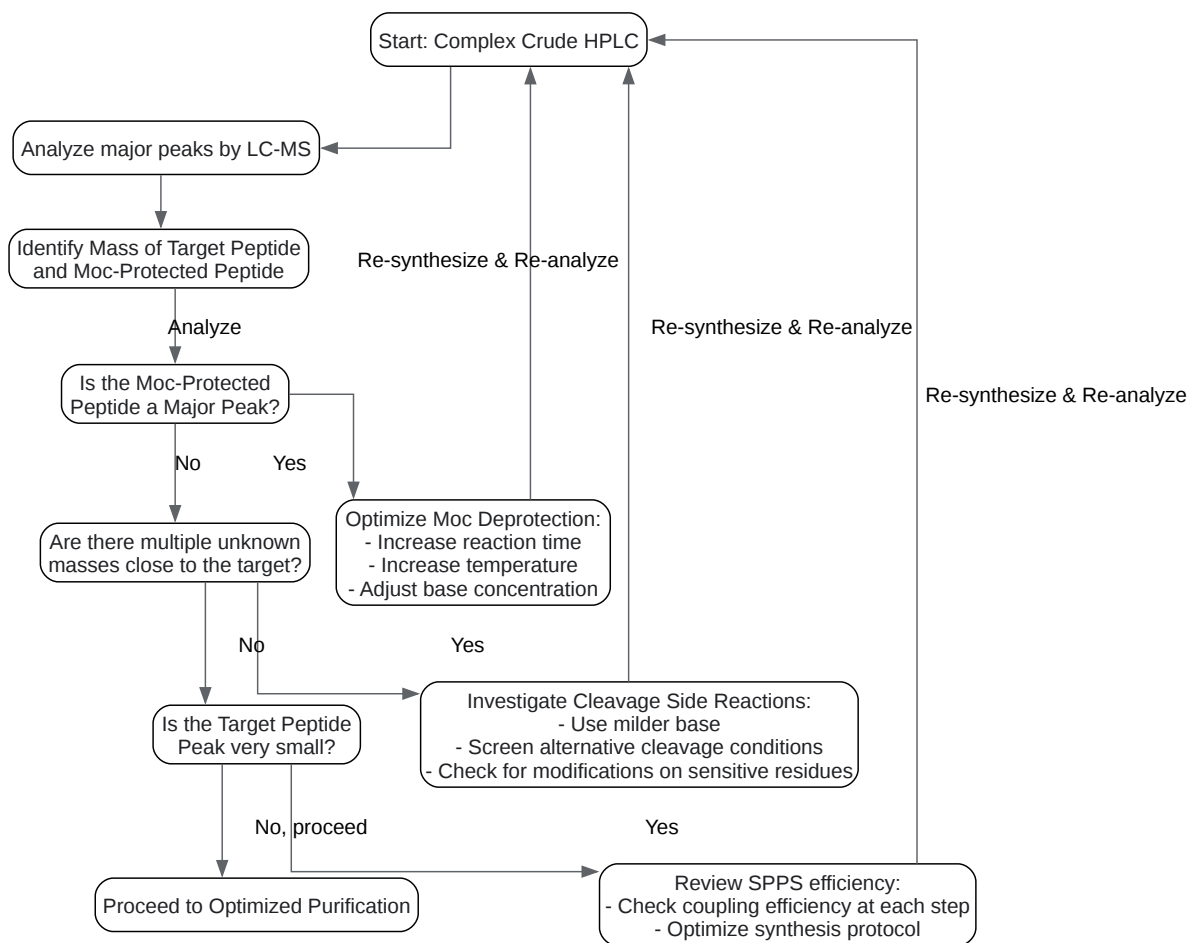 Start: Complex Crude HPLC
Analyze major peaks by LC-MS
Identify Mass of Target Peptide
and Moc-Protected Peptide
Re-synthesize & Re-analyze
Analyze
Re-synthesize & Re-analyze
Is the Moc-Protected
Peptide a Major Peak?
Re-synthesize & Re-analyze
No
Yes
Optimize Moc Deprotection:
- Increase reaction time
- Increase temperature
- Adjust base concentration
Are there multiple unknown
masses close to the target?
No
Yes
Investigate Cleavage Side Reactions:
- Use milder base
- Screen alternative cleavage conditions
- Check for modifications on sensitive residues
Is the Target Peptide
Peak very small?
No, proceed
Yes
Proceed to Optimized Purification
Review SPPS efficiency:
- Check coupling efficiency at each step
- Optimize synthesis protocol